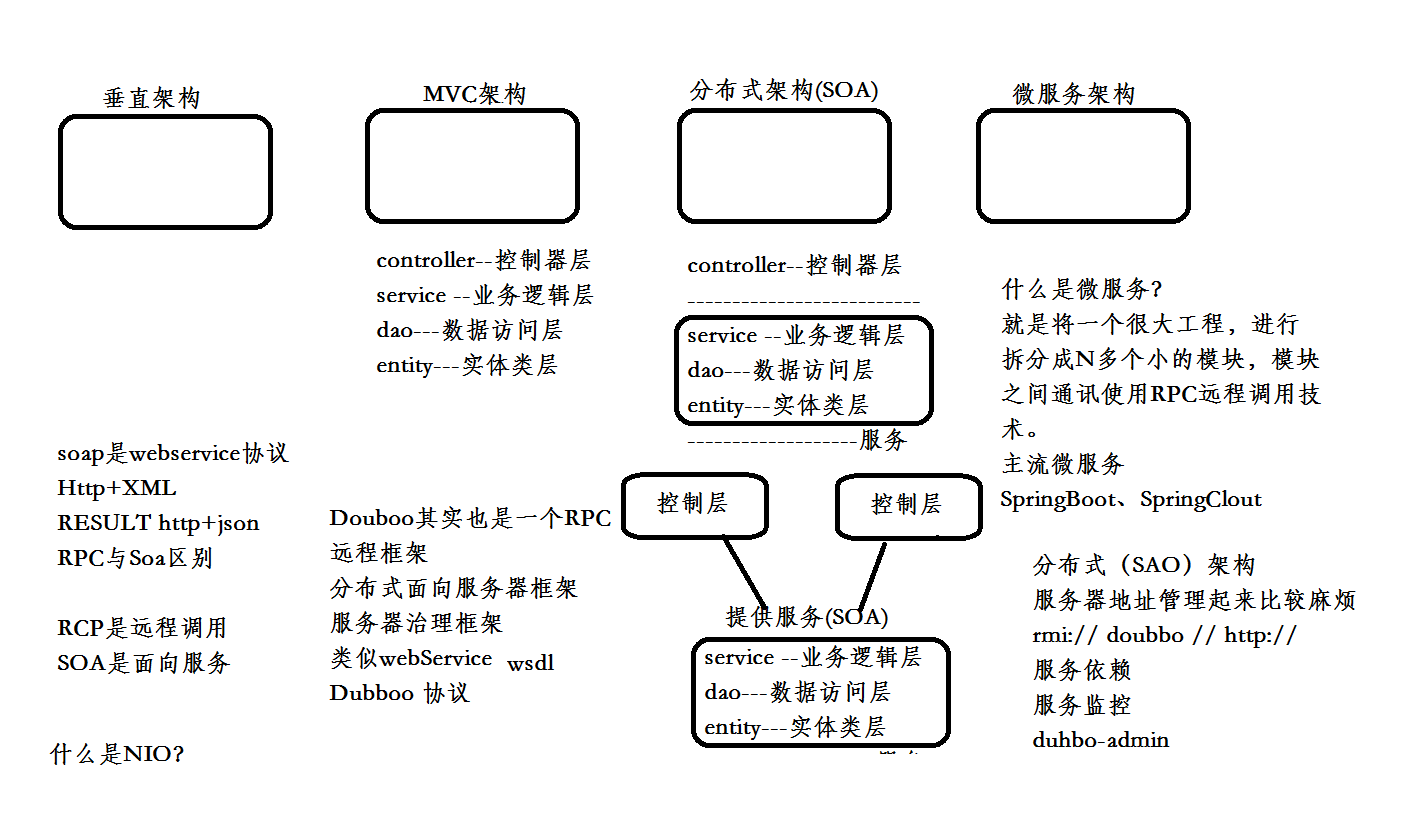 垂直架构
MVC架构
分布式架构(SOA)
微服务架构
controller--控制器层
service --业务逻辑层
dao---数据访问层
entity---实体类层
controller--控制器层
--------------------------
service --业务逻辑层
dao---数据访问层
entity---实体类层
-------------------服务
什么是微服务?
就是将一个很大工程，进行
拆分成N多个小的模块，模块
之间通讯使用RPC远程调用技
术。
主流微服务
SpringBoot、SpringClout
soap是webservice协议
Http+XML
RESULT http+json
RPC与Soa区别
RCP是远程调用
SOA是面向服务
什么是NIO?
Douboo其实也是一个RPC
远程框架
分布式面向服务器框架
服务器治理框架
类似webService wsdl
Dubboo 协议
控制层
控制层
提供服务(SOA)
service --业务逻辑层
dao---数据访问层
entity---实体类层
分布式（SAO）架构
服务器地址管理起来比较麻烦
rmi:// doubbo // http://
服务依赖
服务监控
duhbo-admin